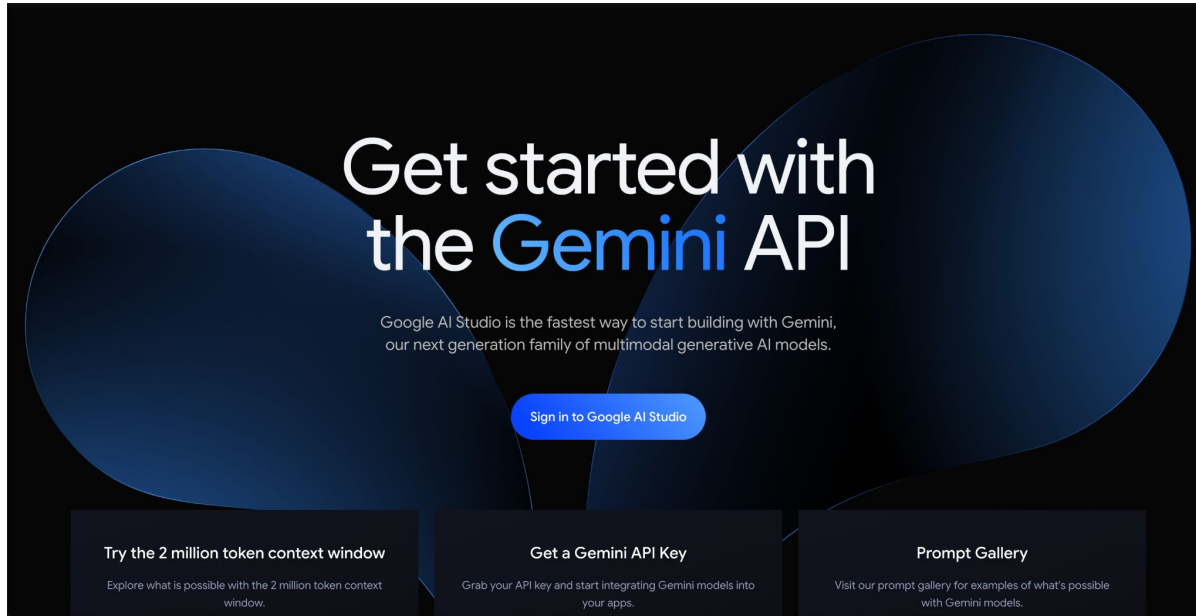 Get started with
the Gemini API
Google AI Studio is the fastest way to start building with Gemini,
our next generation family of multimodal generative AI models.
Sign in to Google AI Studio
Try the 2 million token context window
Explore what is possible with the 2 million token context
window.
Get a Gemini API Key
Grab your API key and start integrating Gemini models into
your apps.
Prompt Gallery
Visit our prompt gallery for examples of what's possible
with Gemini models.